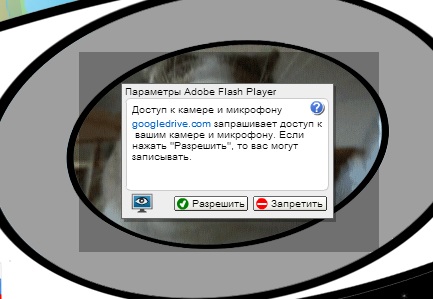 Параметры Adobe Flash Player
Доступ к камере и микрофону
googledrive.com запрашивает доступ к
вашим камере и микрофону. Если
нажать "Разрешить", то вас могут
записывать.
Разрешить Запретить